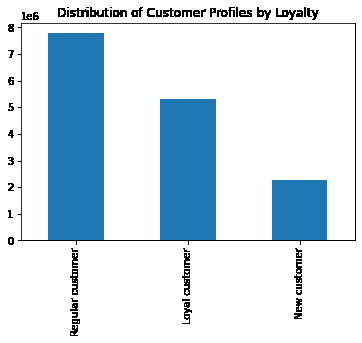 Distribution of Customer Profiles by Loyalty
1e6
8
7
6
5
4
3
2
1
0
Regular customer
Loyal customer
New customer